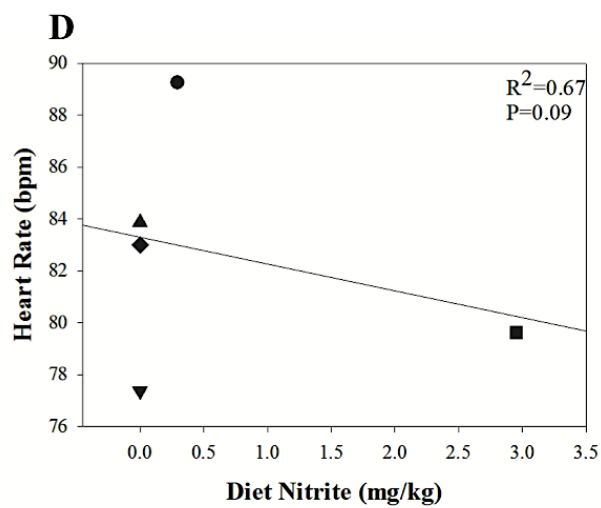 D
90
88
86
84
82
80
78
76
Heart Rate (bpm)
R²=0.67
P=0.09
0.0 0.5 1.0 1.5 2.0 2.5 3.0 3.5
Diet Nitrite (mg/kg)